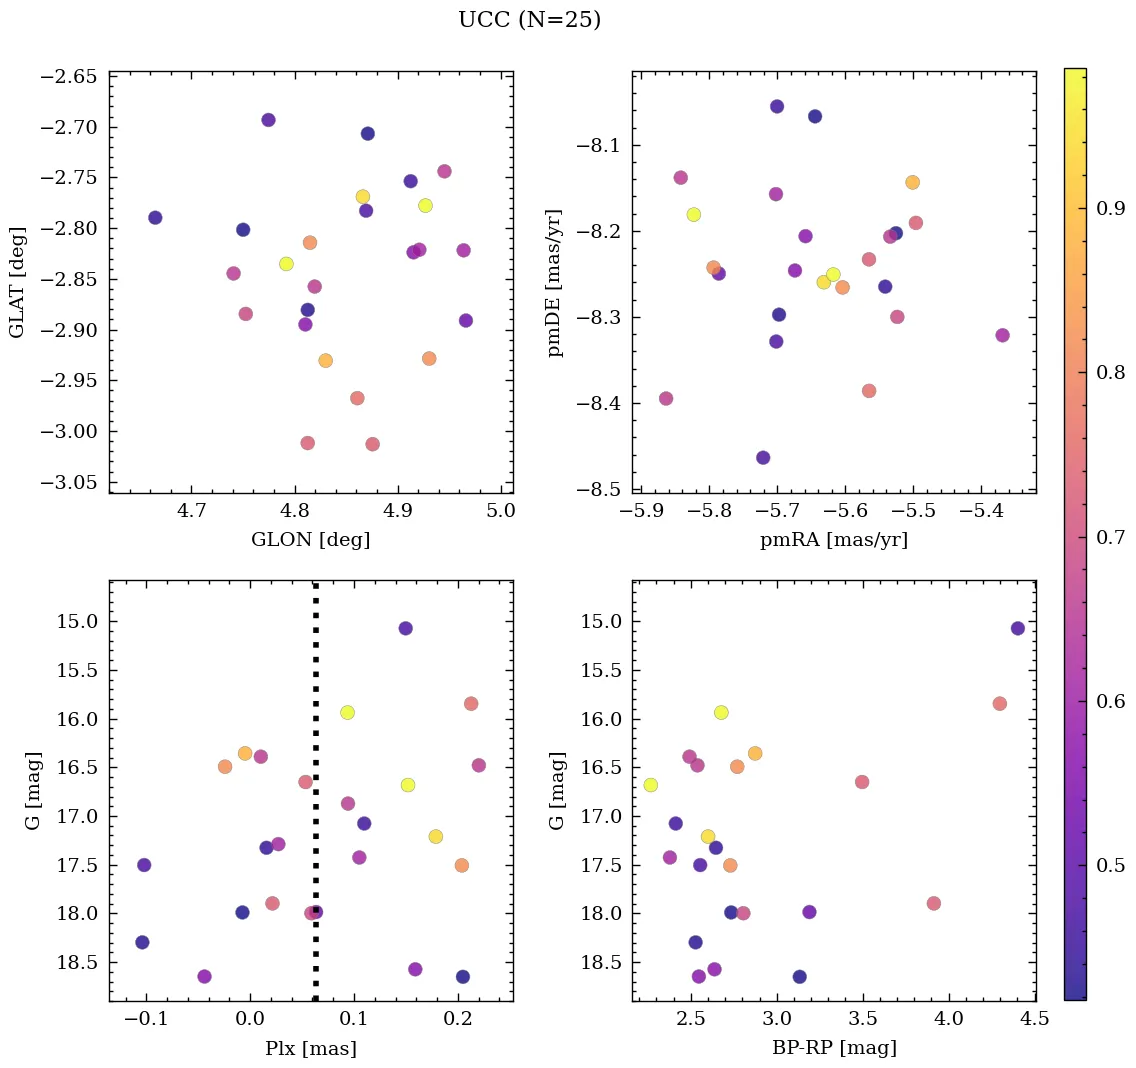 UCC (N=25)
−2.65
−2.70
−2.75
−2.80
−2.85
−2.90
−2.95
−3.00
−3.05
GLAT [deg]
4.7 4.8 4.9 5.0
GLON [deg]
−8.1
−8.2
−8.3
−8.4
−8.5
pmDE [mas/yr]
−5.9 −5.8 −5.7 −5.6 −5.5 −5.4
pmRA [mas/yr]
15.0
15.5
16.0
16.5
17.0
17.5
18.0
18.5
G [mag]
−0.1 0.0 0.1 0.2
Plx [mas]
15.0
15.5
16.0
16.5
17.0
17.5
18.0
18.5
G [mag]
2.5 3.0 3.5 4.0 4.5
BP-RP [mag]
0.9
0.8
0.7
0.6
0.5